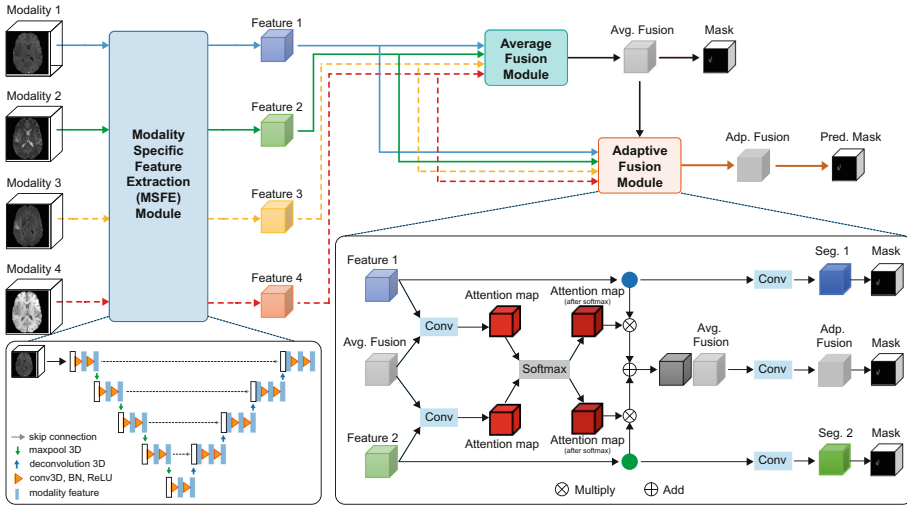 Modality 1
Feature 1
Average
Fusion
Module
Avg. Fusion
Mask
Modality 2
Feature 2
Modality
Specific
Feature
Extraction
(MSFE)
Module
Adaptive
Fusion
Module
Adp. Fusion
Pred. Mask
Modality 3
Feature 3
Modality 4
Feature 4
Feature 1
Attention map
Attention map
(after softmax)
Conv
Seg. 1
Mask
Conv
Avg. Fusion
Softmax
Avg.
Fusion
Conv
Adp.
Fusion
Mask
Conv
Feature 2
Attention map
Attention map
(after softmax)
Conv
Seg. 2
Mask
Multiply
Add
skip connection
maxpool 3D
deconvolution 3D
conv3D, BN, ReLU
modality feature